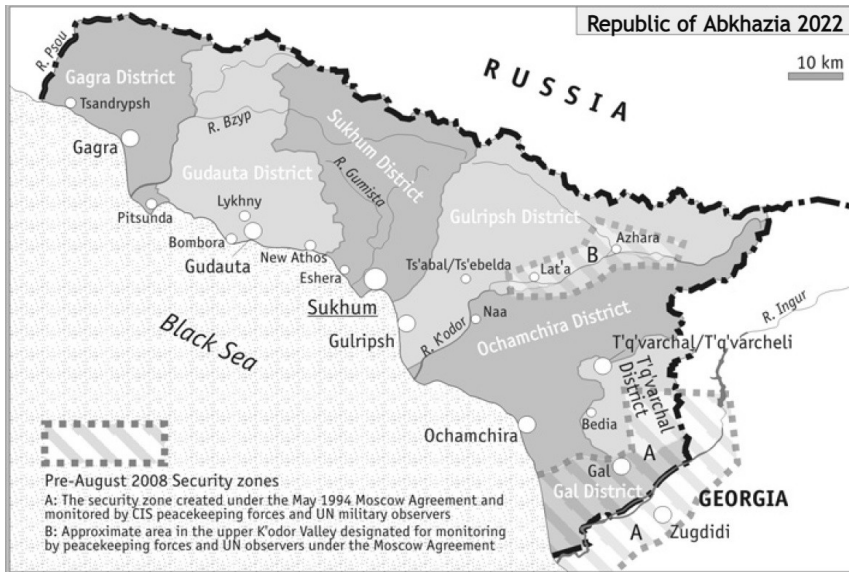 Republic of Abkhazia 2022
10 km
RUSSIA
R. Psou
Gagra District
Tsandrypsh
Gagra
R. Bzyp
Sukhum District
R. Gumista
Gudauta District
Lykhny
Pitsunda
Bombora
Gudauta
New Athos
Eshera
Sukhum
Gulripsh District
Azhara
B
Lat'a
Ts'abal/Ts'ebelda
Gulripsh
R. K'odor
Naa
Ochamchira District
R. Ingur
T'q'varchal/T'q'varcheli
T'q'varchal
District
Black Sea
Bedia
Ochamchira
A
Gal
Gal District
GEORGIA
A
Zugdidi
Pre-August 2008 Security zones
A: The security zone created under the May 1994 Moscow Agreement and
monitored by CIS peacekeeping forces and UN military observers
B: Approximate area in the upper K'odor Valley designated for monitoring
by peacekeeping forces and UN observers under the Moscow Agreement